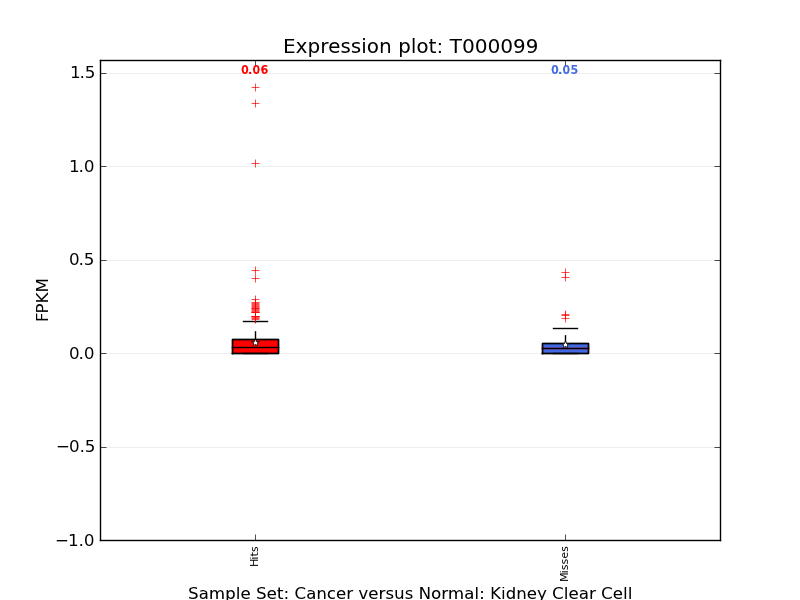 Expression plot: T000099
0.06
0.05
1.5
1.0
0.5
0.0
−0.5
−1.0
FPKM
Hits
Misses
Sample Set: Cancer versus Normal: Kidney Clear Cell